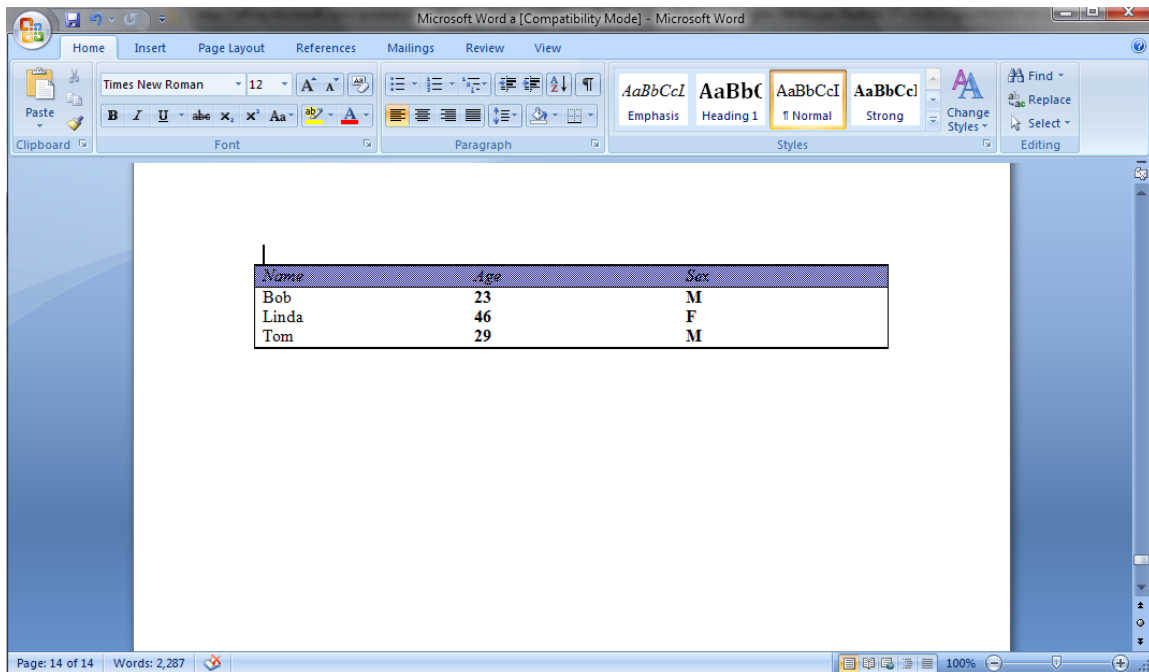 Microsoft Word a [Compatibility Mode] - Microsoft Word
Home Insert Page Layout References Mailings Review View
Times New Roman 12
AaBbCcI AaBb( AaBbCcI AaBbCcl
Find
Replace
Select
Paste
B I U abc x₂ x² Aa ab A
Emphasis Heading 1 ¶ Normal Strong
Change Styles
Clipboard Font Paragraph Styles Editing
Name Age Sex
Bob 23 M
Linda 46 F
Tom 29 M
Page: 14 of 14 Words: 2,287 100%